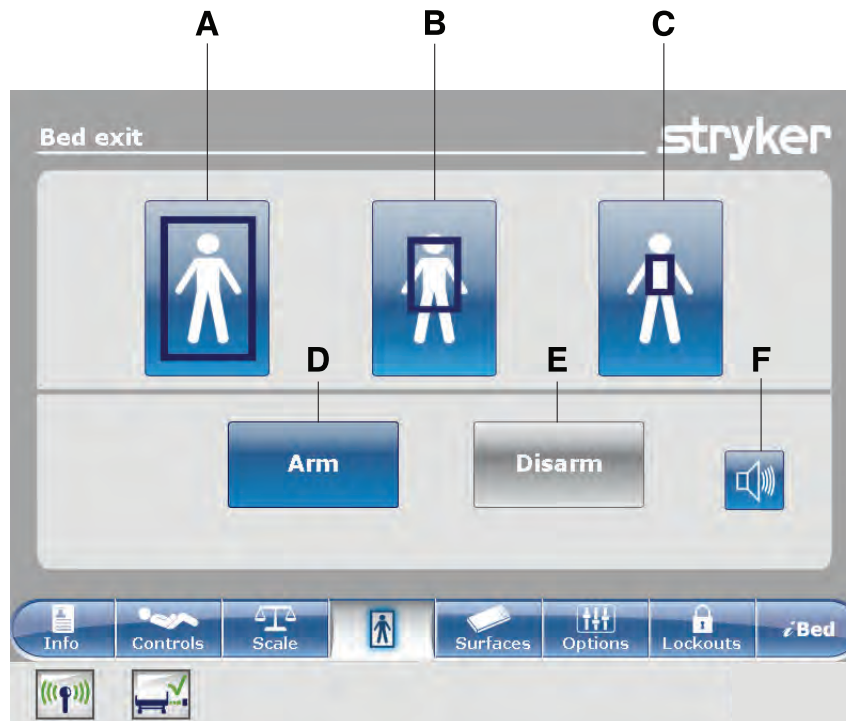 A B C
Bed exit
stryker
D E F
Arm Disarm
Info Controls Scale Surfaces Options Lockouts iBed